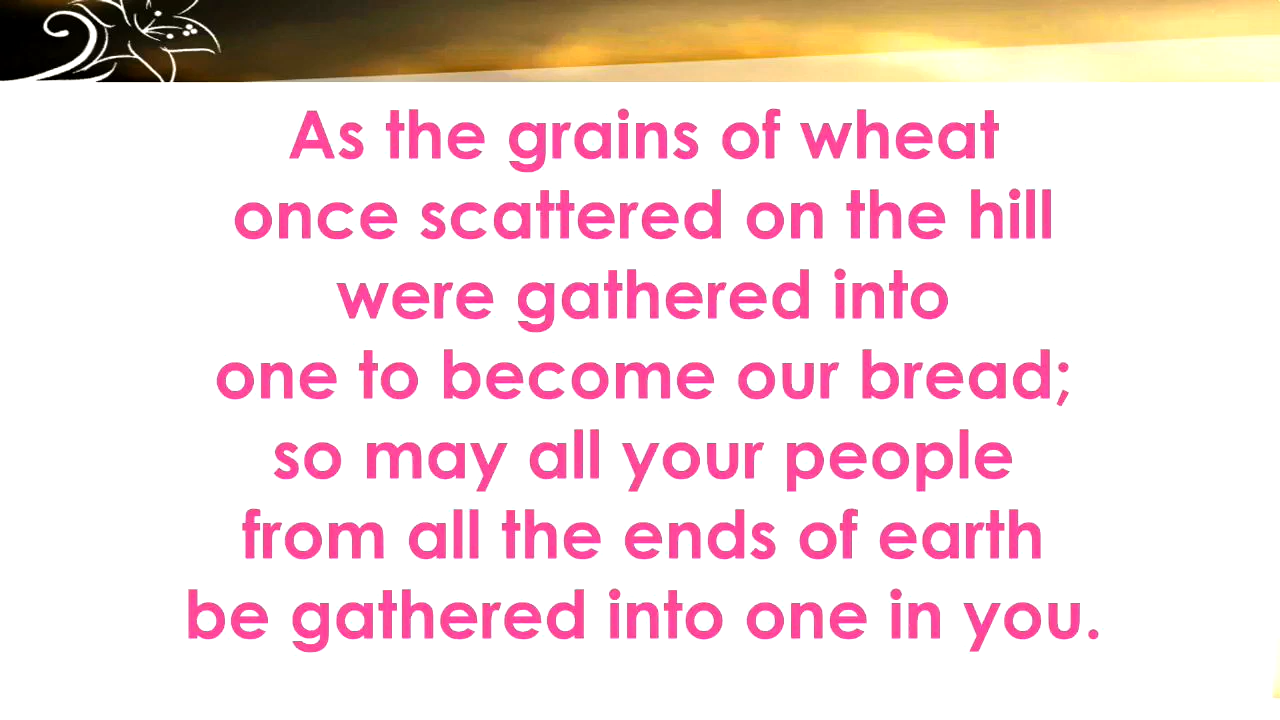 As the grains of wheat
once scattered on the hill
were gathered into
one to become our bread;
so may all your people
from all the ends of earth
be gathered into one in you.